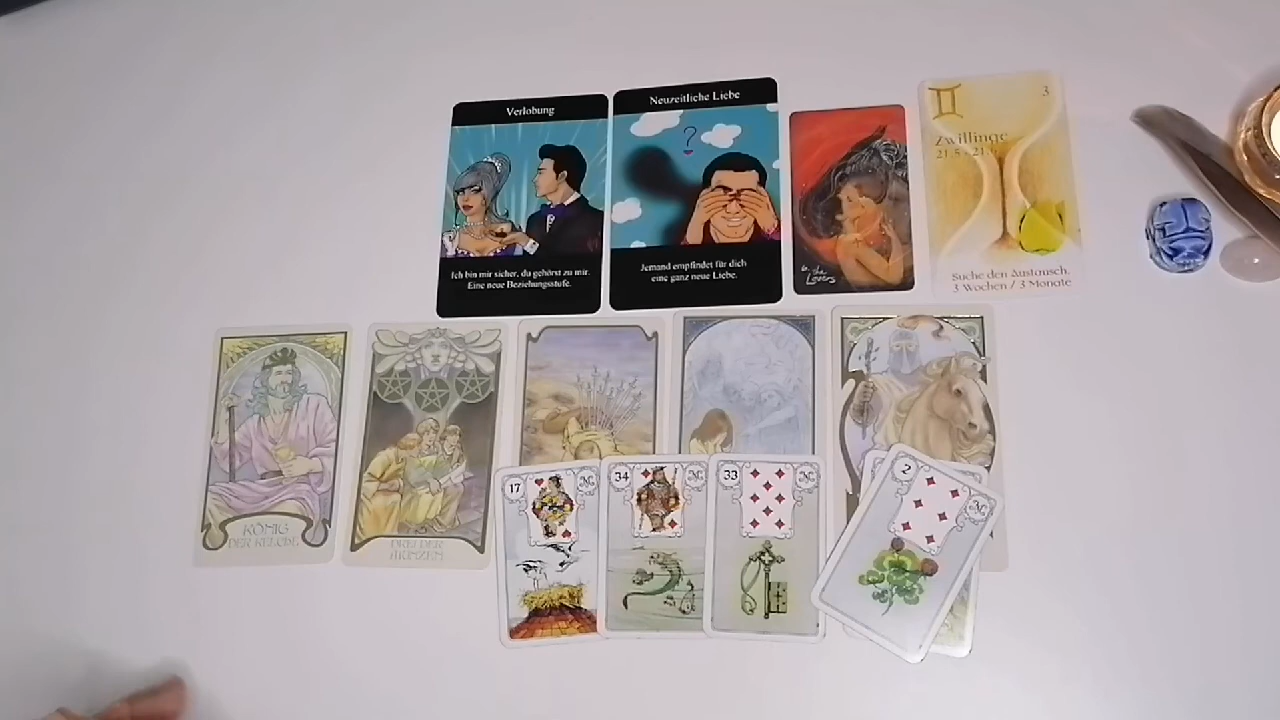 Verlobung
Ich bin mir sicher, du gehörst zu mir.
Eine neue Beziehungsstufe.
Neuzeitliche Liebe
?
Jemand empfindet für dich
eine ganz neue Liebe.
6. the
Lovers
3
Zwillinge
21.5 - 21.6
Suche den Austausch.
3 Wochen / 3 Monate
KÖNIG
DER KELCHE
DREI DER
MÜNZEN
17
34
33
2